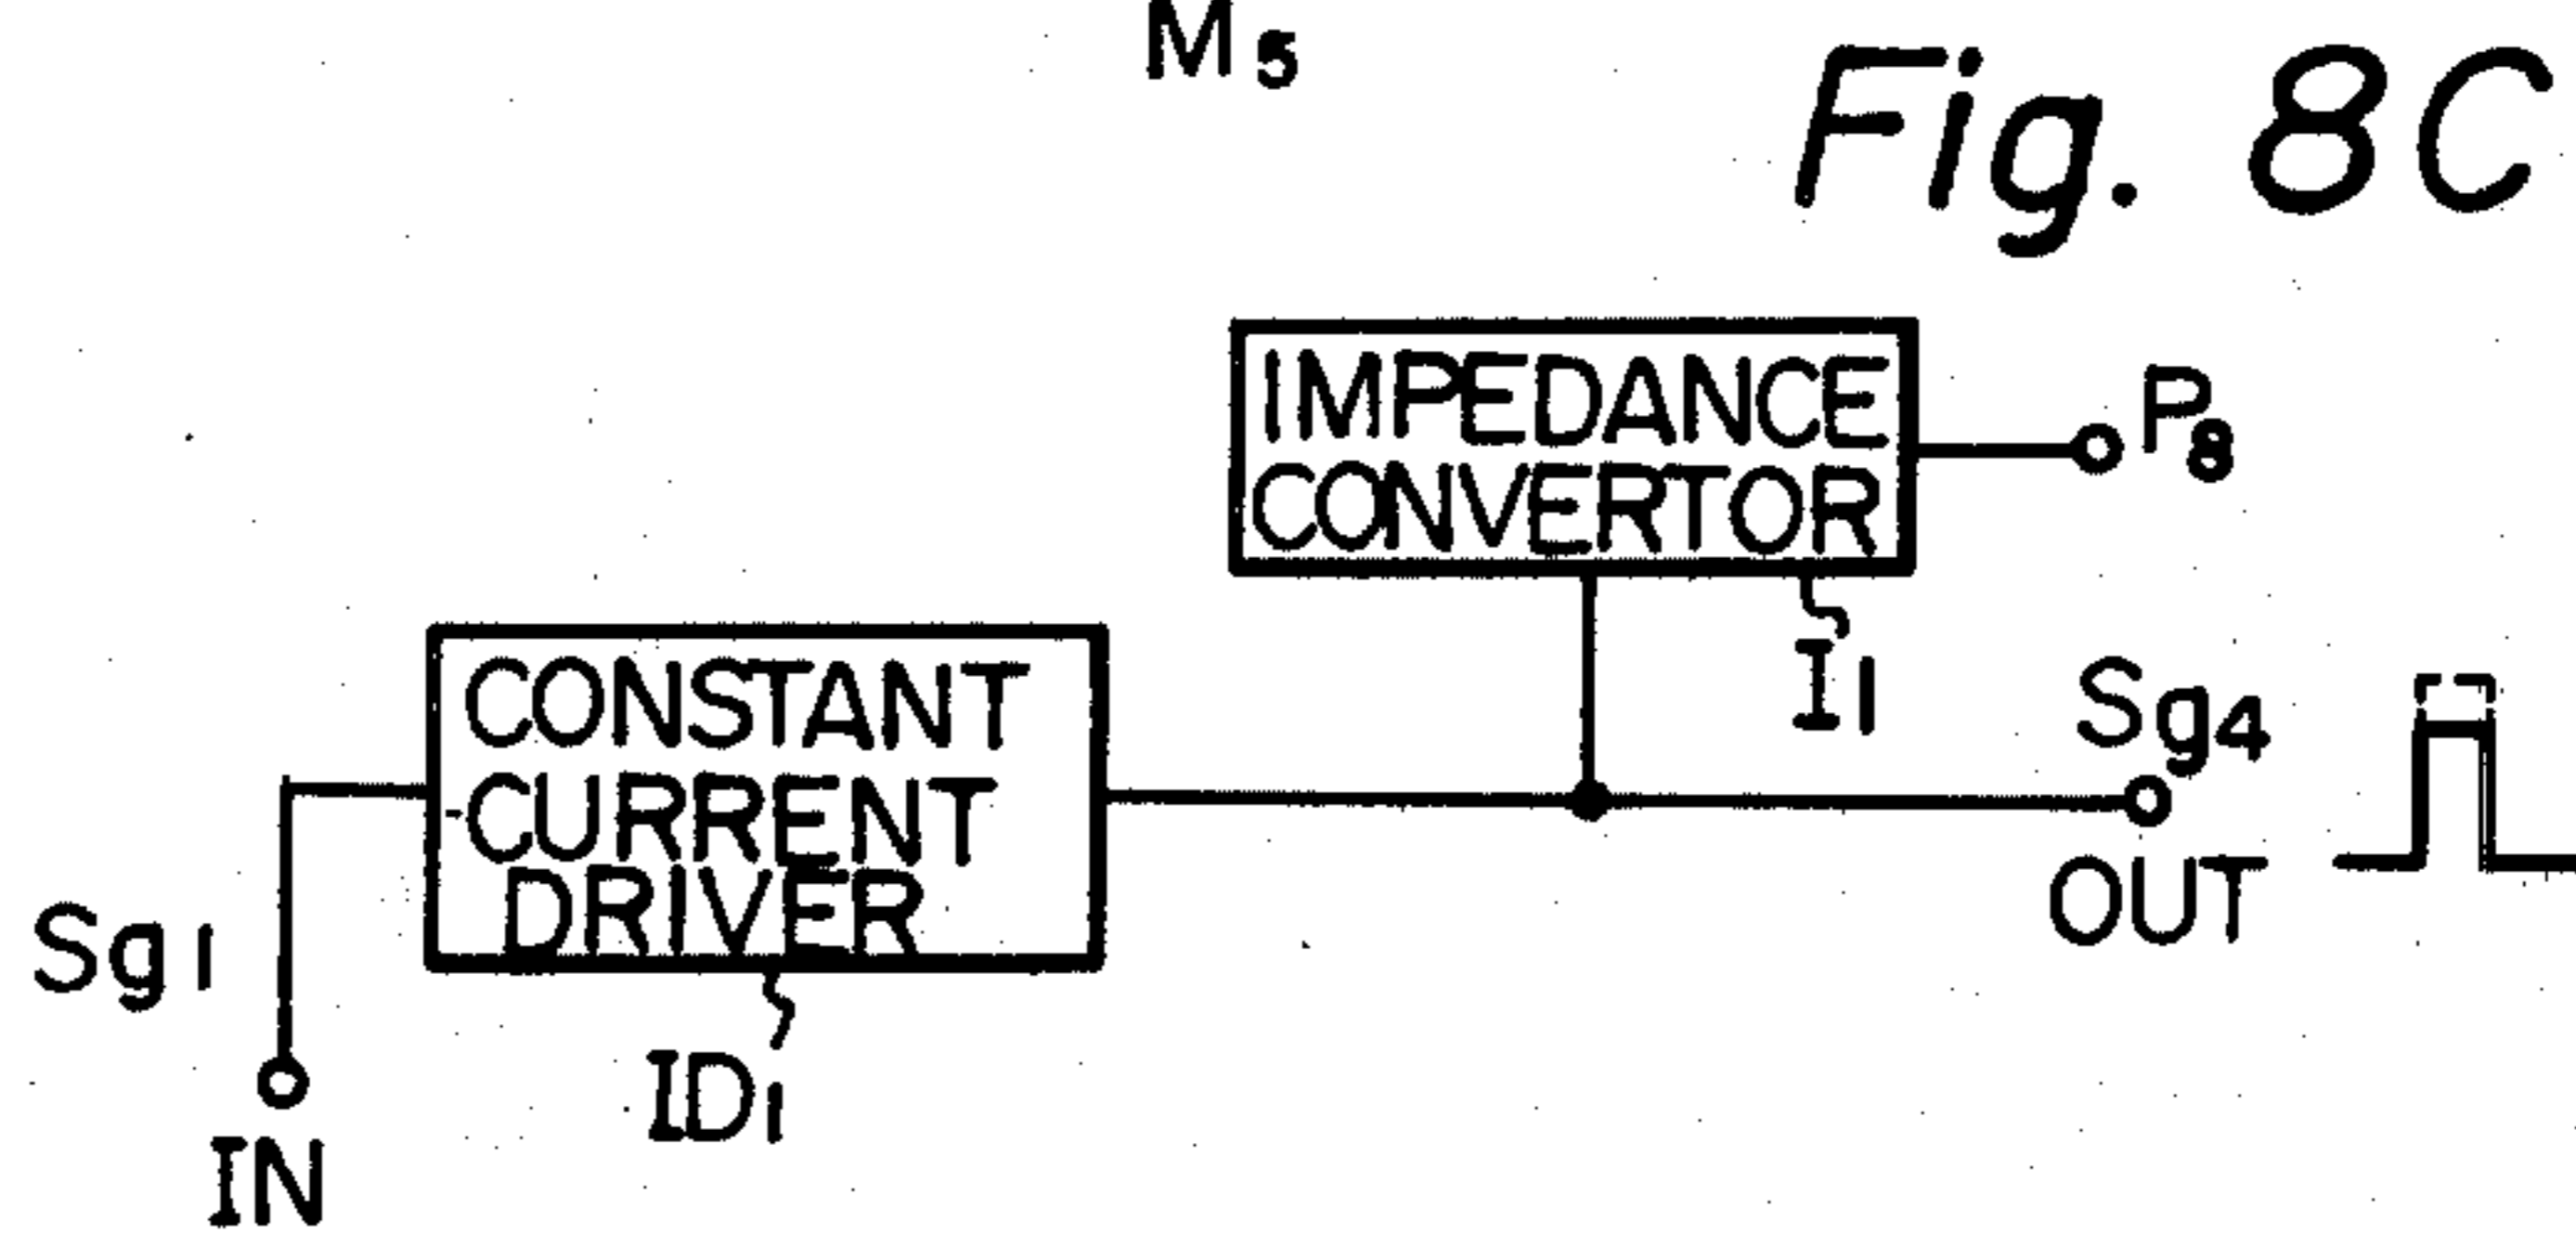 M5
Fig. 8C
IMPEDANCE
CONVERTOR
P8
I1
CONSTANT
CURRENT
DRIVER
Sg4
OUT
Sg1
ID1
IN